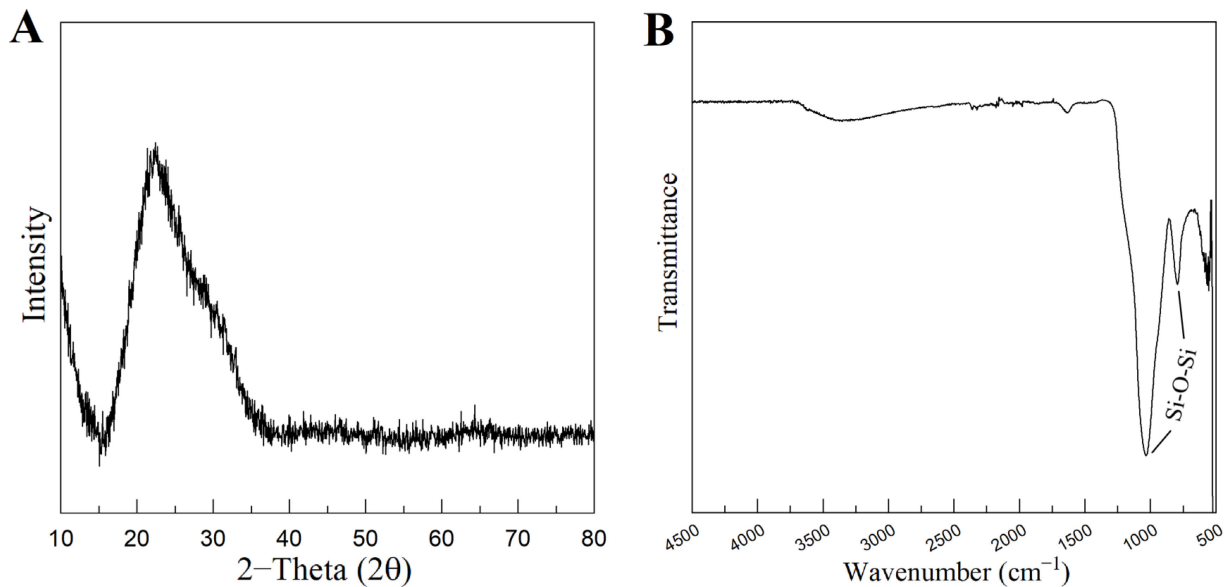 A
Intensity
10 20 30 40 50 60 70 80
2−Theta (2θ)
B
Transmittance
Si-O-Si
4500 4000 3500 3000 2500 2000 1500 1000 500
Wavenumber (cm⁻¹)